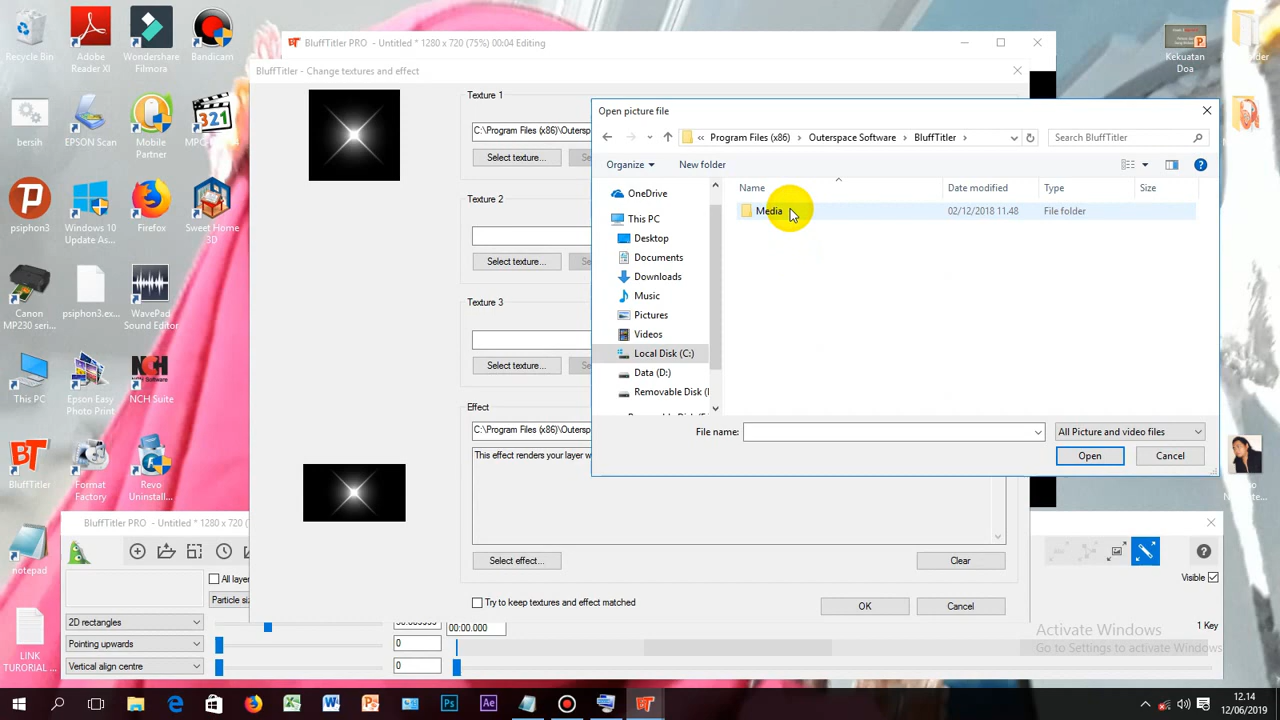 Recycle Bin
Adobe
Reader XI
Wondershare
Filmora
Bandicam
bersih
EPSON Scan
Mobile
Partner
psiphon3
Windows 10
Update As...
Firefox
Sweet Home
3D
Canon
MP230 seri...
psiphon3.ex...
WavePad
Sound Editor
This PC
Epson Easy
Photo Print
NCH Suite
BluffTitler
Format
Factory
Revo
Uninstall...
notepad
LINK
TURORIAL ...
Kekuatan
Doa
BluffTitler PRO - Untitled * 1280 x 720 (75%) 00:04 Editing
BluffTitler - Change textures and effect
Texture 1
C:\Program Files (x86)\Outersp
Select texture...
Texture 2
Select texture...
Texture 3
Select texture...
Effect
C:\Program Files (x86)\Outersp
This effect renders your layer w
Select effect...
Clear
Try to keep textures and effect matched
OK
Cancel
Open picture file
« Program Files (x86) > Outerspace Software > BluffTitler >
Search BluffTitler
Organize
New folder
Name
Date modified
Type
Size
Media
02/12/2018 11.48
File folder
OneDrive
This PC
Desktop
Documents
Downloads
Music
Pictures
Videos
Local Disk (C:)
Data (D:)
Removable Disk (
File name:
All Picture and video files
Open
Cancel
BluffTitler PRO - Untitled * 1280 x 720 (
All layer
Particle siz
2D rectangles
Pointing upwards
Vertical align centre
0
0
00:00.000
Visible
1 Key
Activate Windows
Go to Settings to activate Windows
12.14
12/06/2019